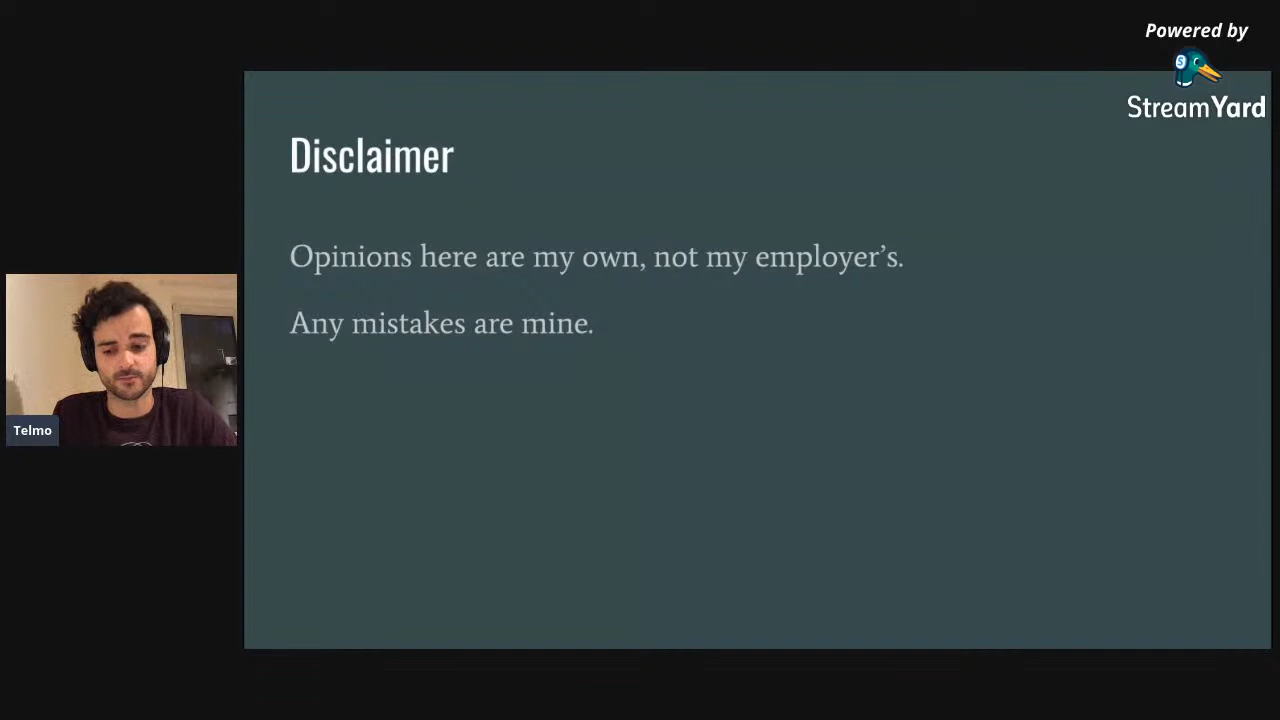 Powered by
StreamYard
Disclaimer
Opinions here are my own, not my employer’s.
Any mistakes are mine.
Telmo